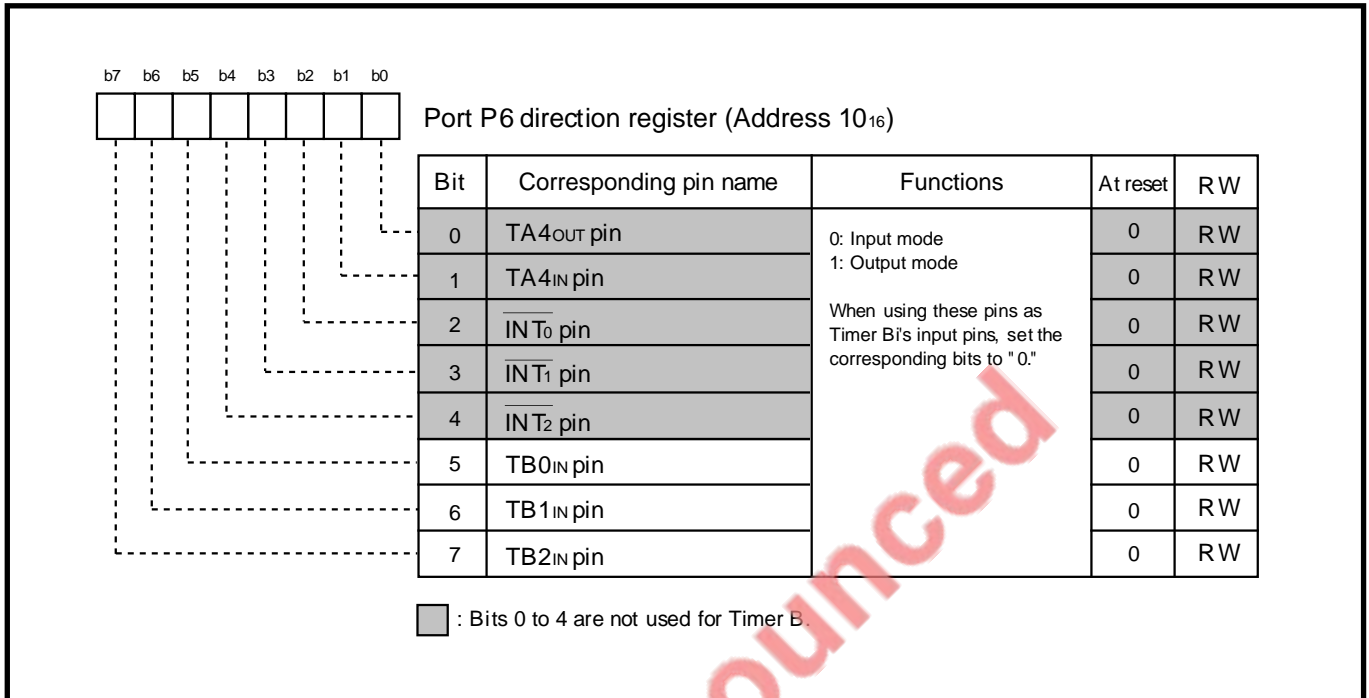 b7 b6 b5 b4 b3 b2 b1 b0
Port P6 direction register (Address 10₁₆)
Bit Corresponding pin name Functions At reset RW
0 TA4OUT pin 0 RW
1 TA4IN pin 0 RW
2 INT0 pin 0 RW
3 INT1 pin 0 RW
4 INT2 pin 0 RW
5 TB0IN pin 0 RW
6 TB1IN pin 0 RW
7 TB2IN pin 0 RW
0: Input mode
1: Output mode
When using these pins as
Timer Bi's input pins, set the
corresponding bits to "0."
: Bits 0 to 4 are not used for Timer B.
ounced